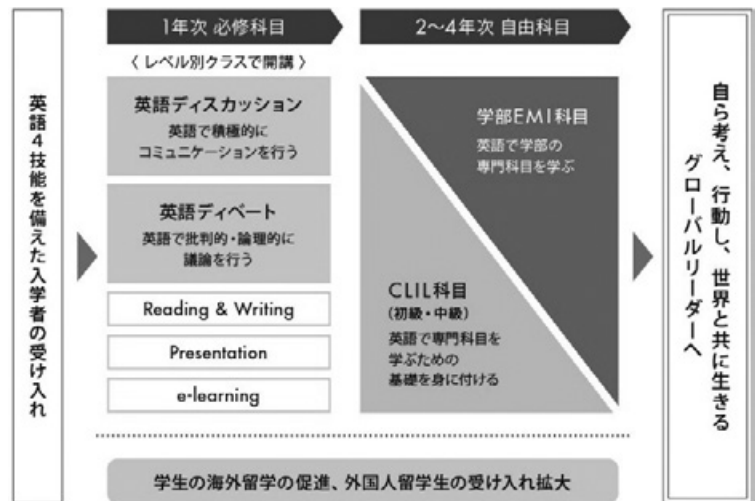 英語4技能を備えた入学者の受け入れ
1年次 必修科目
〈 レベル別クラスで開講 〉
英語ディスカッション
英語で積極的に
コミュニケーションを行う
英語ディベート
英語で批判的・論理的に
議論を行う
Reading & Writing
Presentation
e-learning
2〜4年次 自由科目
学部EMI科目
英語で学部の
専門科目を学ぶ
CLIL科目
(初級・中級)
英語で専門科目を
学ぶための
基礎を身に付ける
自ら考え、行動し、世界と共に生きる
グローバルリーダーへ
学生の海外留学の促進、外国人留学生の受け入れ拡大